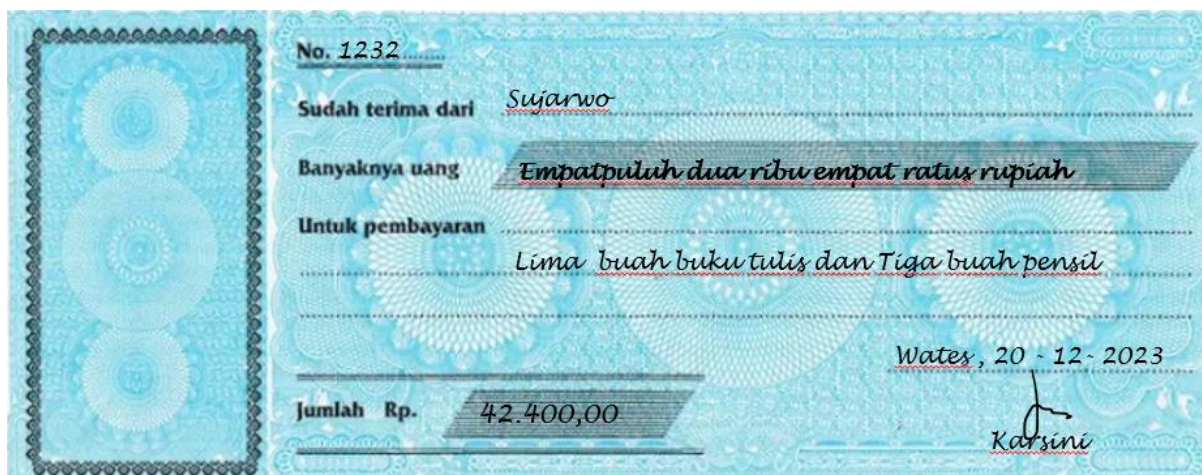 No. 1232........
Sudah terima dari Sujarwo
Banyaknya uang Empatpuluh dua ribu empat ratus rupiah
Untuk pembayaran
Lima buah buku tulis dan Tiga buah pensil
Wates, 20 - 12 - 2023
Jumlah Rp. 42.400,00
Karsini